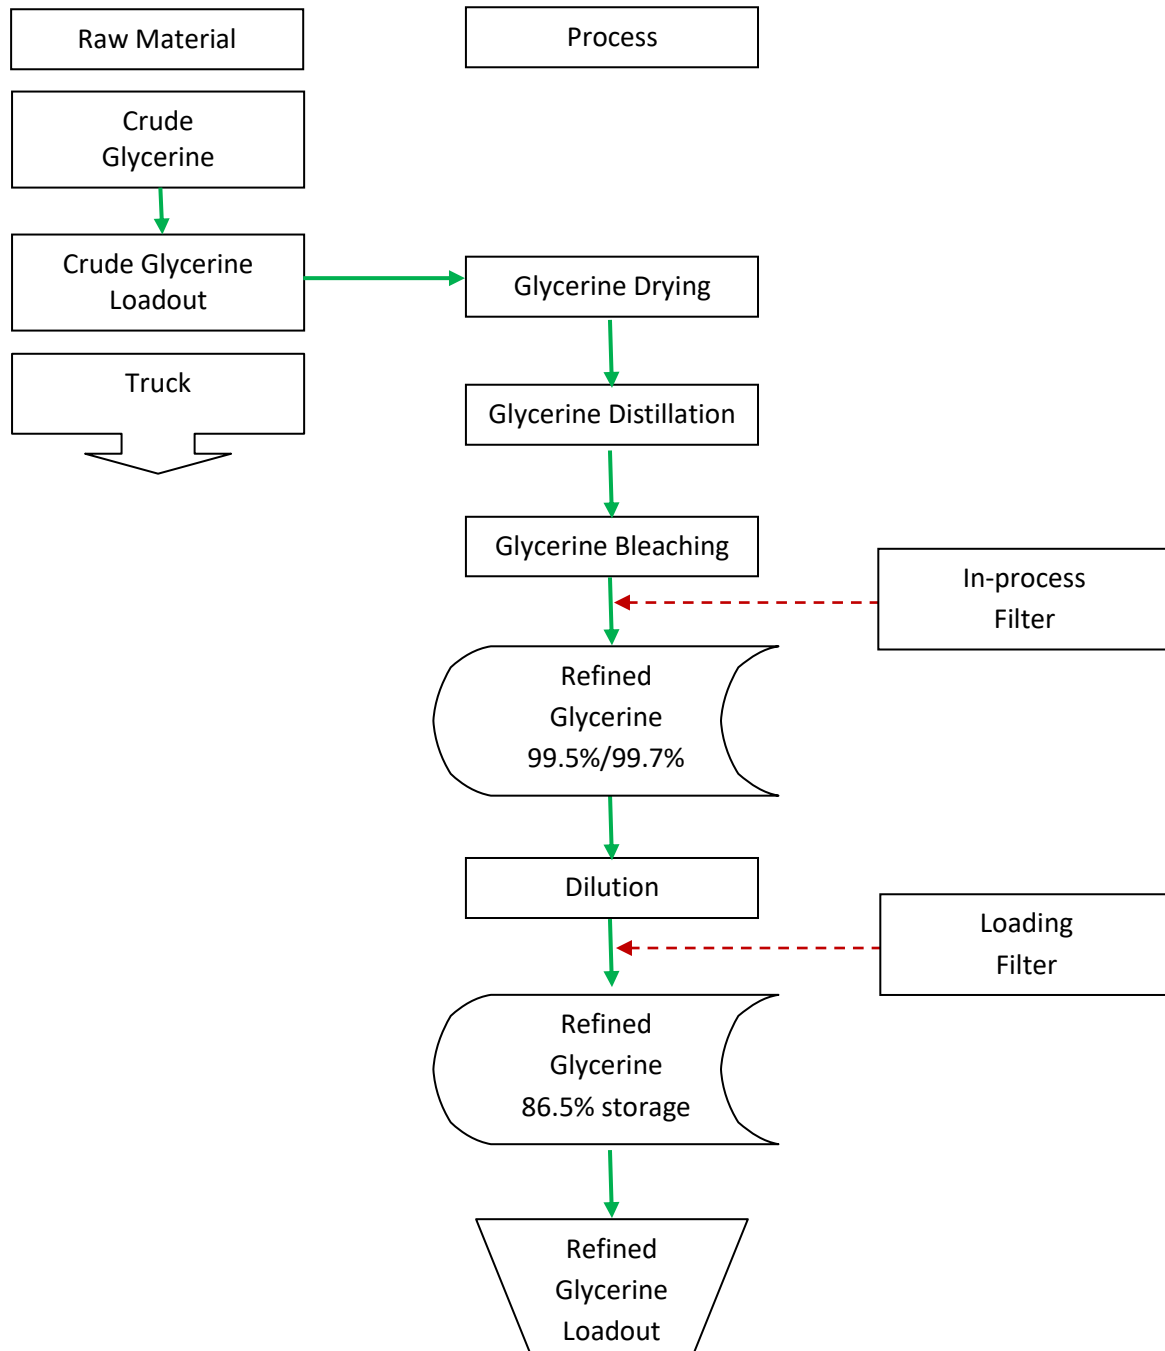 Raw Material
Process
Crude
Glycerine
Crude Glycerine
Loadout
Glycerine Drying
Truck
Glycerine Distillation
Glycerine Bleaching
In-process
Filter
Refined
Glycerine
99.5%/99.7%
Dilution
Loading
Filter
Refined
Glycerine
86.5% storage
Refined
Glycerine
Loadout